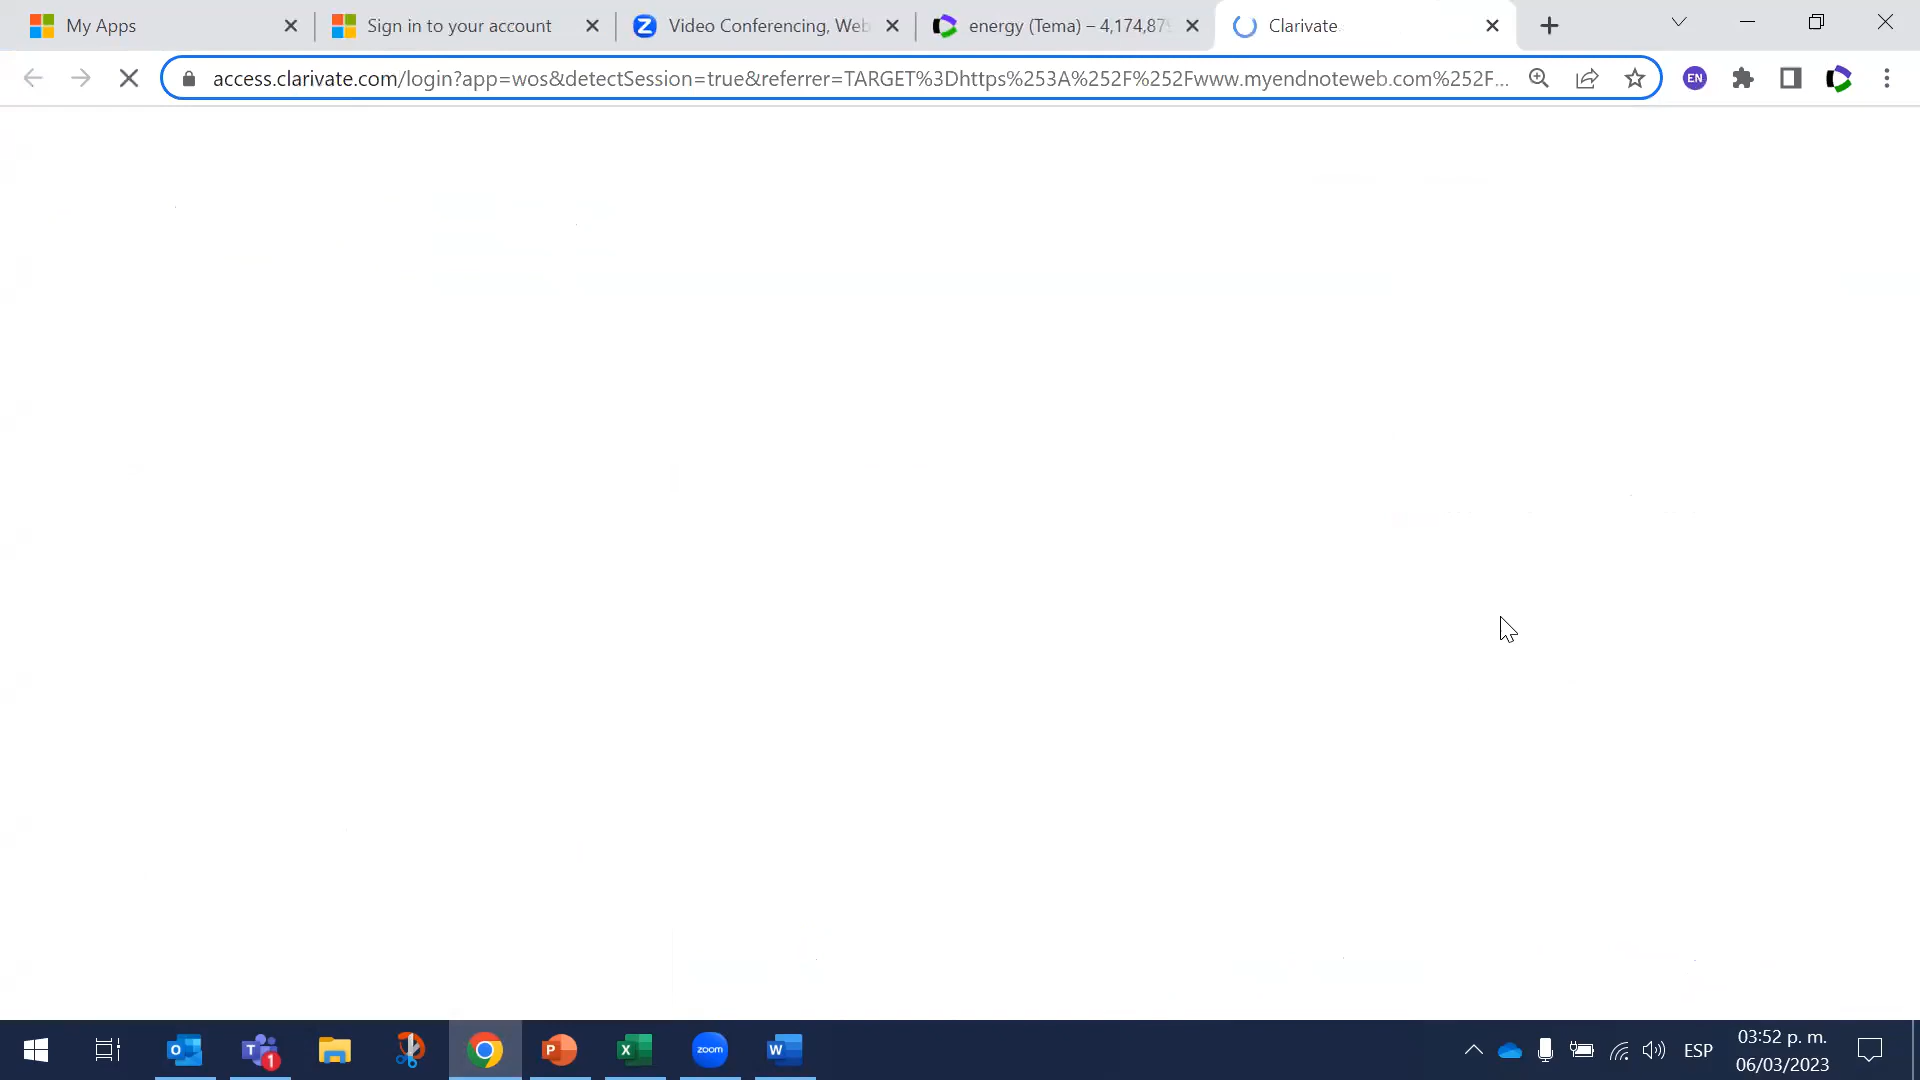 My Apps
Sign in to your account
Video Conferencing, Web
energy (Tema) – 4,174,87
Clarivate
access.clarivate.com/login?app=wos&detectSession=true&referrer=TARGET%3Dhttps%253A%252F%252Fwww.myendnoteweb.com%252F...
EN
O
T 1
P
X
zoom
W
ESP
03:52 p. m.
06/03/2023